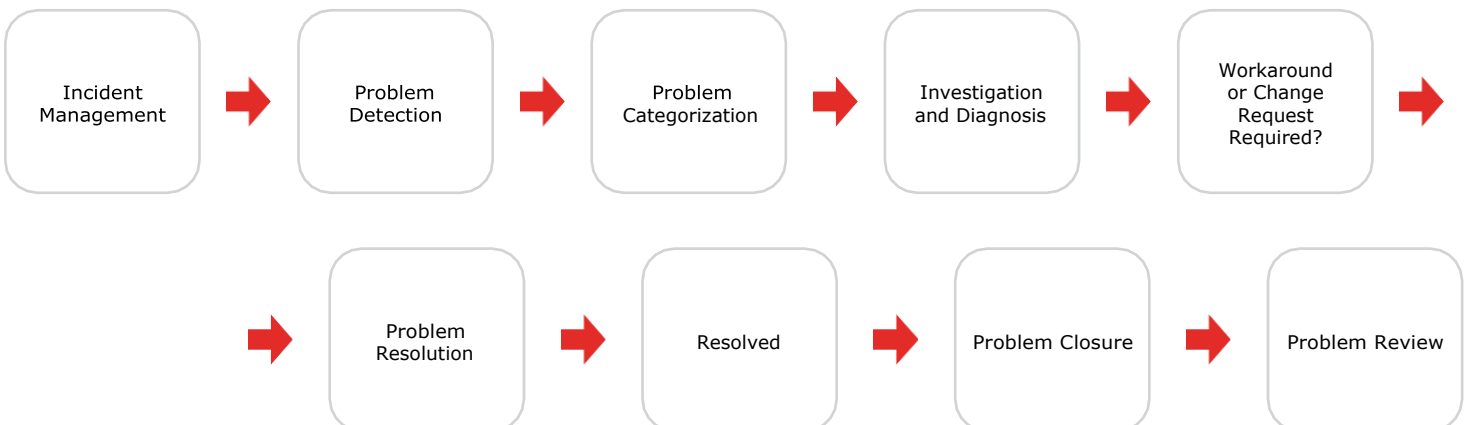 Incident
Management
Problem
Detection
Problem
Categorization
Investigation
and Diagnosis
Workaround
or Change
Request
Required?
Problem
Resolution
Resolved
Problem Closure
Problem Review